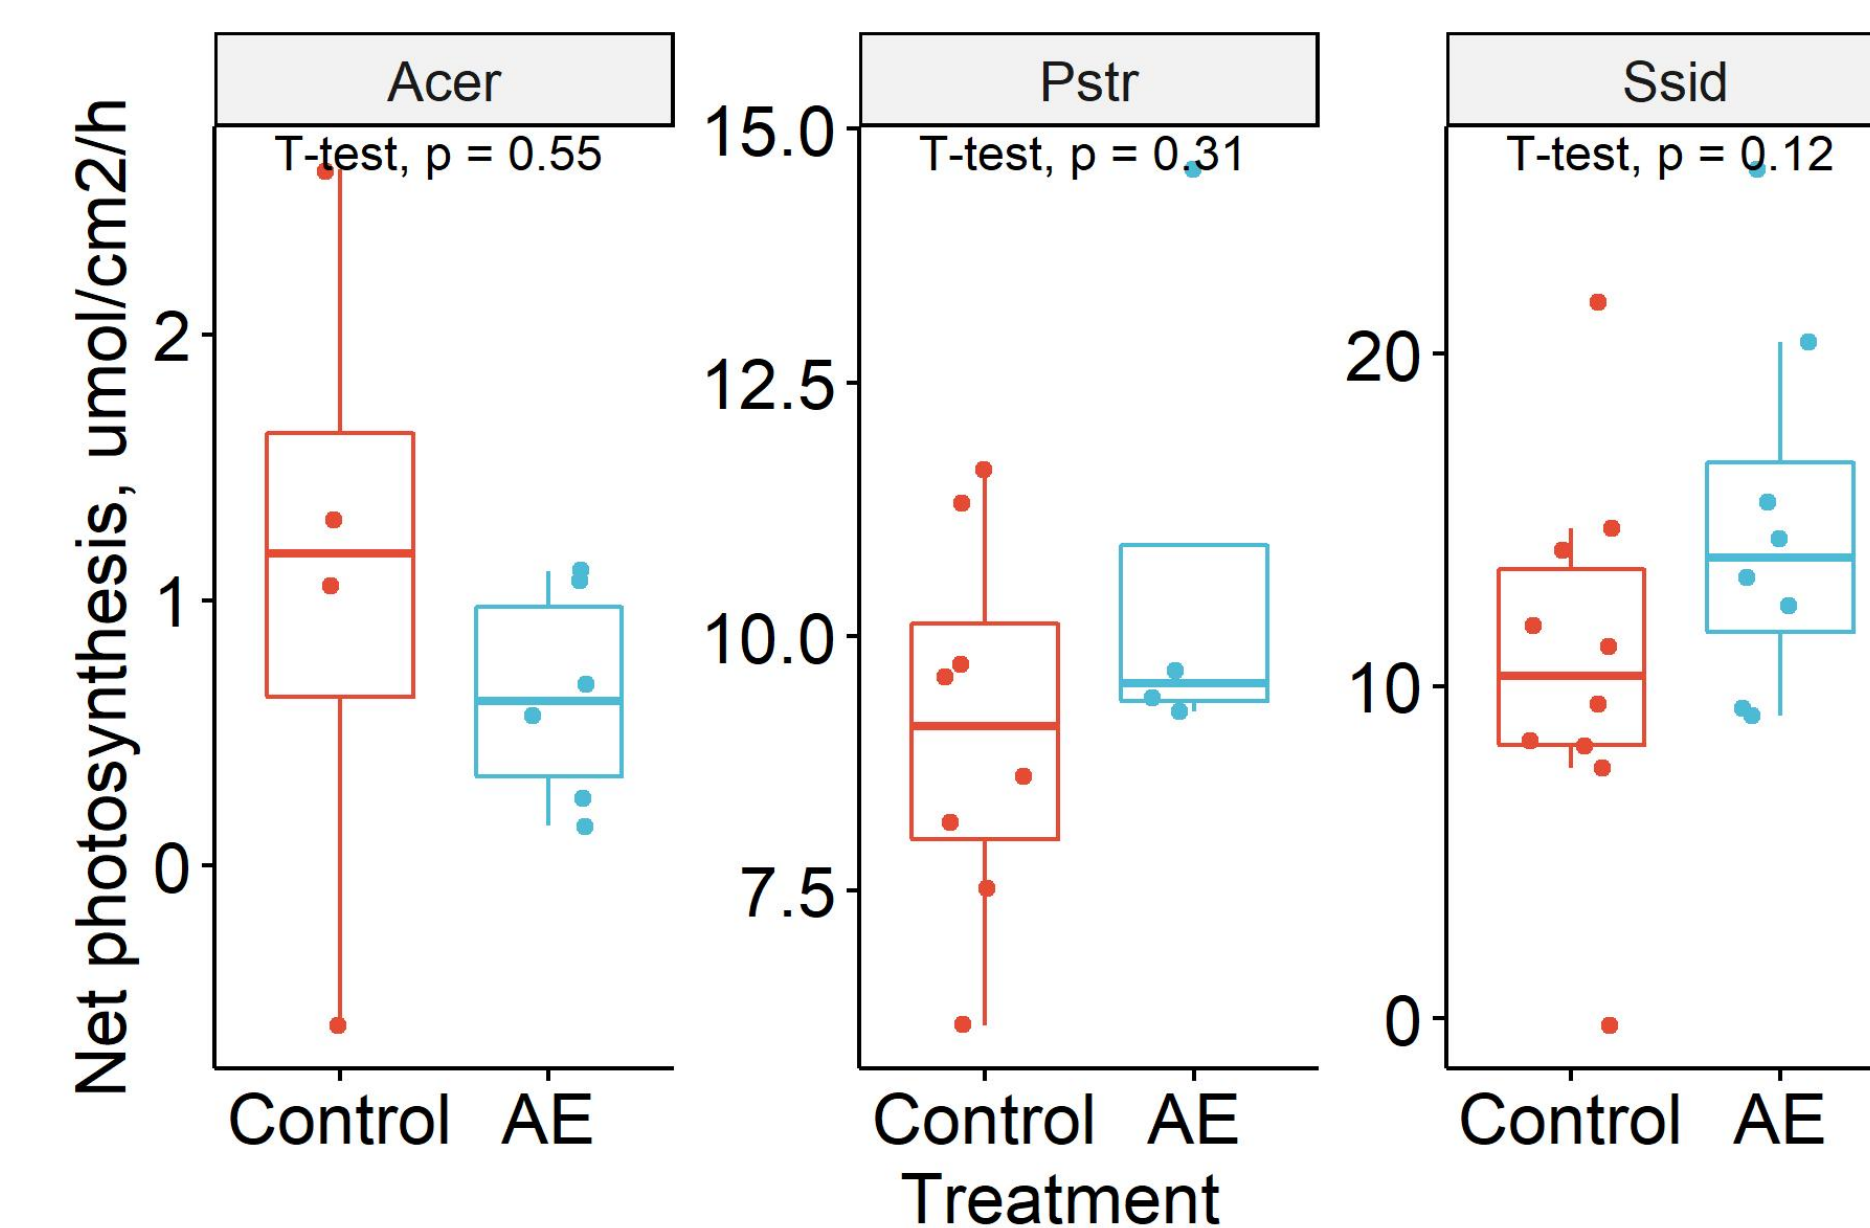 Net photosynthesis, umol/cm2/h
Acer
T-test, p = 0.55
2
1
0
Control AE
Pstr
T-test, p = 0.31
15.0
12.5
10.0
7.5
Control AE
Ssid
T-test, p = 0.12
20
10
0
Control AE
Treatment